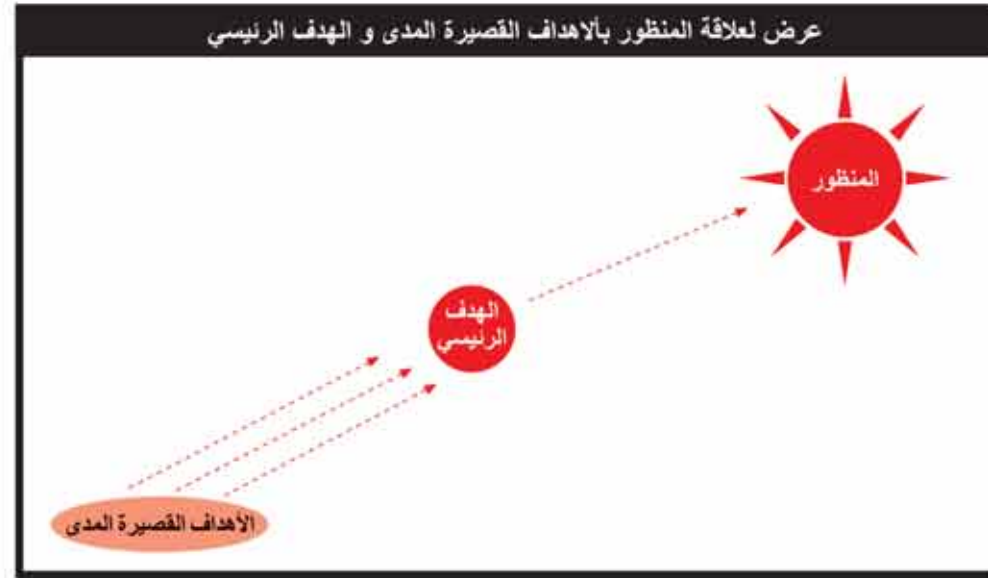 عرض لعلاقة المنظور بألاهداف القصيرة المدى و الهدف الرئيسي
المنظور
الهدف
الرئيسي
الأهداف القصيرة المدى